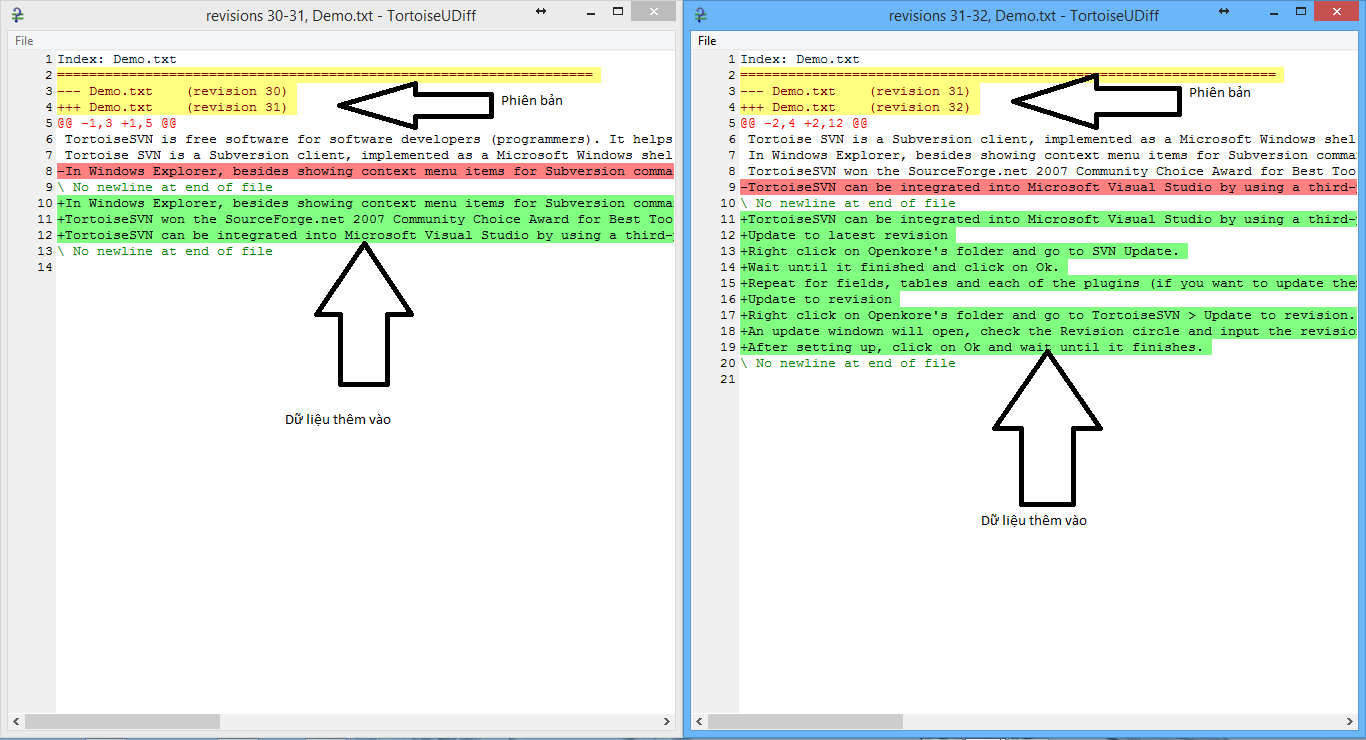 revisions 30-31, Demo.txt - TortoiseUDiff
File
1 Index: Demo.txt
2 ===================================================================
3 --- Demo.txt (revision 30)
4 +++ Demo.txt (revision 31)
Phiên bản
5 @@ -1,3 +1,5 @@
6 TortoiseSVN is free software for software developers (programmers). It helps
7 Tortoise SVN is a Subversion client, implemented as a Microsoft Windows shel
8 -In Windows Explorer, besides showing context menu items for Subversion comma
9 \ No newline at end of file
10 +In Windows Explorer, besides showing context menu items for Subversion comma
11 +TortoiseSVN won the SourceForge.net 2007 Community Choice Award for Best Too
12 +TortoiseSVN can be integrated into Microsoft Visual Studio by using a third-
13 \ No newline at end of file
14
Dữ liệu thêm vào
revisions 31-32, Demo.txt - TortoiseUDiff
File
1 Index: Demo.txt
2 ===================================================================
3 --- Demo.txt (revision 31)
4 +++ Demo.txt (revision 32)
Phiên bản
5 @@ -2,4 +2,12 @@
6 Tortoise SVN is a Subversion client, implemented as a Microsoft Windows shel
7 In Windows Explorer, besides showing context menu items for Subversion comma
8 TortoiseSVN won the SourceForge.net 2007 Community Choice Award for Best Too
9 -TortoiseSVN can be integrated into Microsoft Visual Studio by using a third-
10 \ No newline at end of file
11 +TortoiseSVN can be integrated into Microsoft Visual Studio by using a third-
12 +Update to latest revision
13 +Right click on Openkore's folder and go to SVN Update.
14 +Wait until it finished and click on Ok.
15 +Repeat for fields, tables and each of the plugins (if you want to update the
16 +Update to revision
17 +Right click on Openkore's folder and go to TortoiseSVN > Update to revision.
18 +An update windown will open, check the Revision circle and input the revisio
19 +After setting up, click on Ok and wait until it finishes.
20 \ No newline at end of file
21
Dữ liệu thêm vào